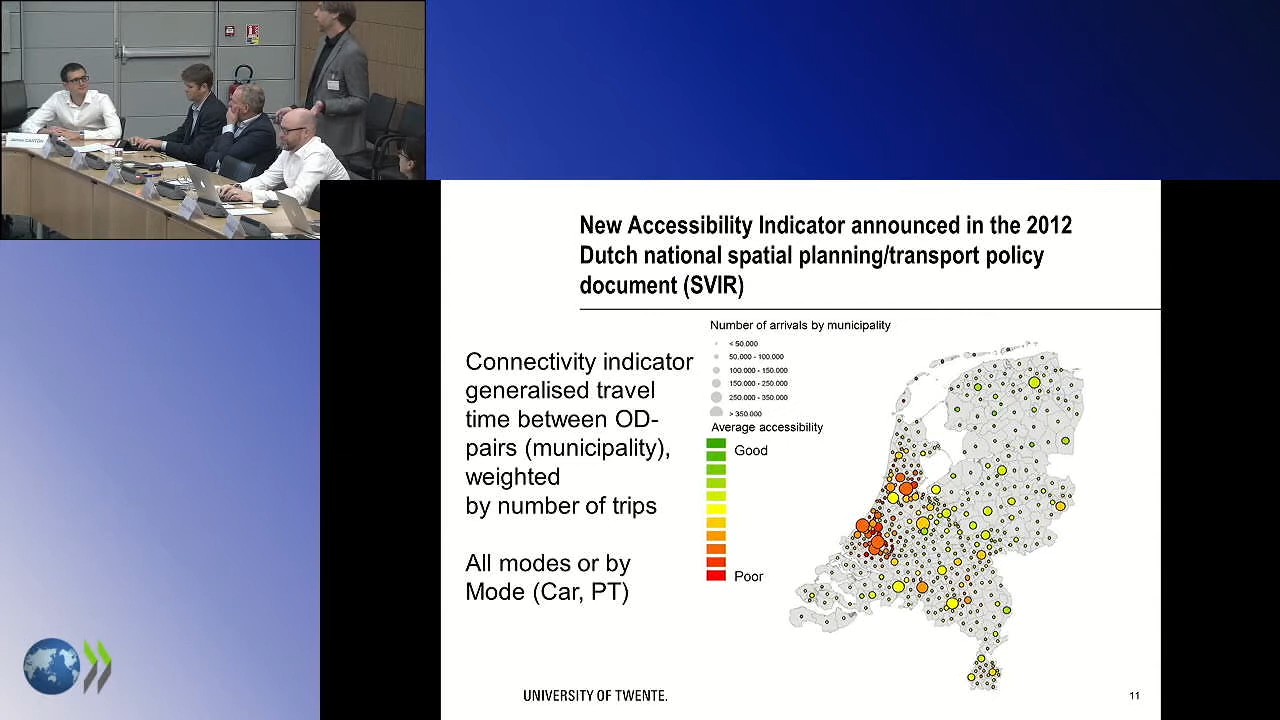 New Accessibility Indicator announced in the 2012
Dutch national spatial planning/transport policy
document (SVIR)
Connectivity indicator
generalised travel
time between OD-
pairs (municipality),
weighted
by number of trips
All modes or by
Mode (Car, PT)
Number of arrivals by municipality
< 50.000
50.000 - 100.000
100.000 - 150.000
150.000 - 250.000
250.000 - 350.000
> 350.000
Average accessibility
Good
Poor
UNIVERSITY OF TWENTE.
11